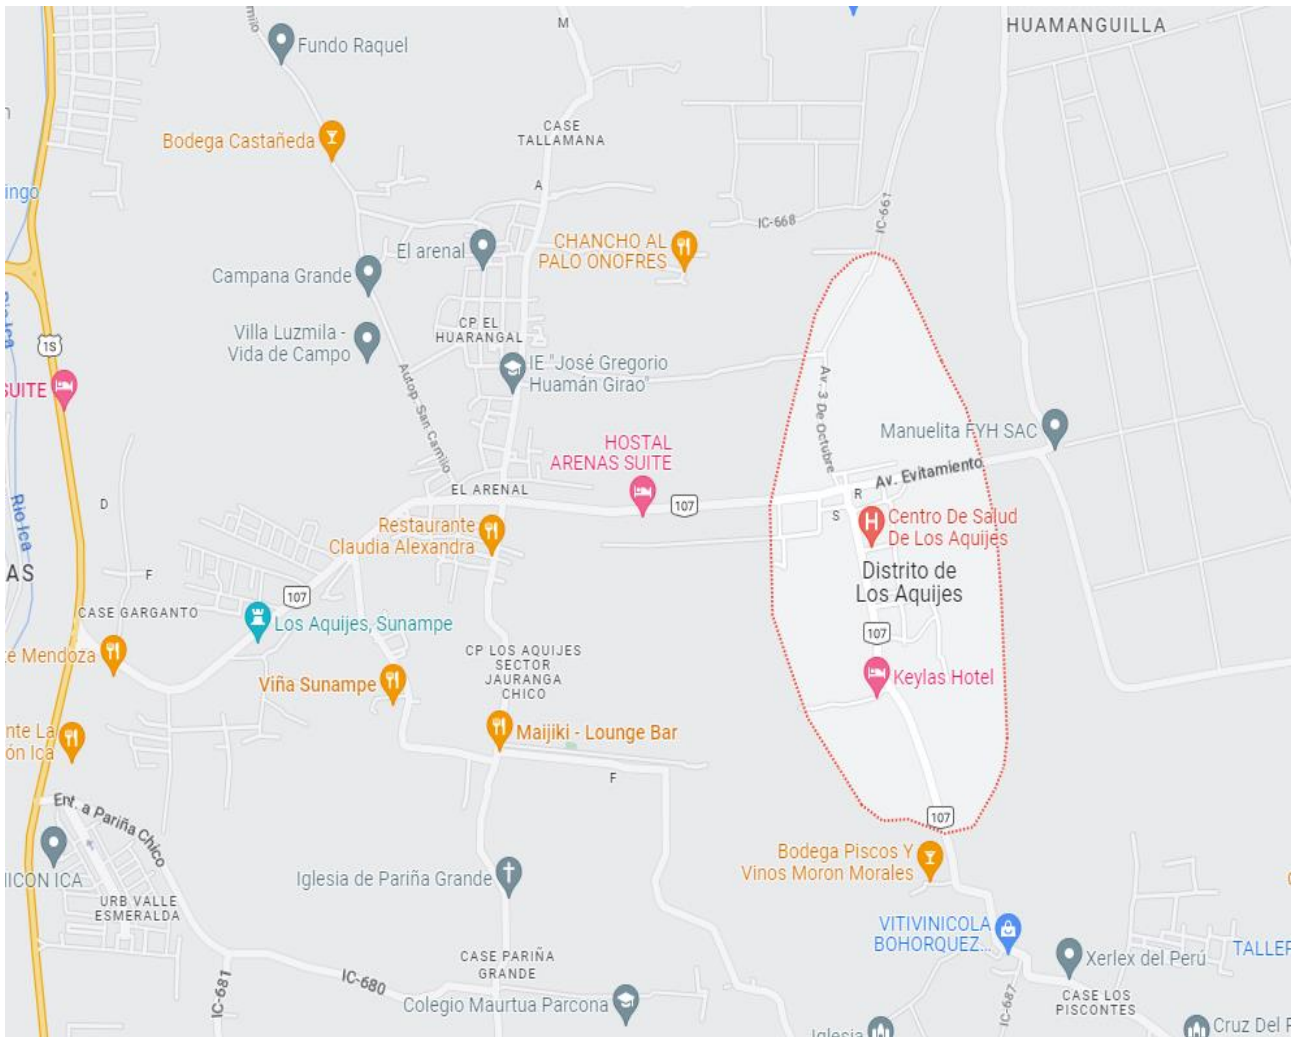 HUAMANGUILLA
M
Fundo Raquel
CASE
TALLAMANA
Bodega Castañeda
A
IC-668
IC-661
CHANCHO AL
PALO ONOFRES
El arenal
Campana Grande
Villa Luzmila -
Vida de Campo
CP EL
HUARANGAL
1S
SUITE
IE "José Gregorio
Huamán Girao"
Autop. San Camilo
Av. 3 De Octubre
Manuelita FYH SAC
HOSTAL
ARENAS SUITE
Av. Evitamiento
EL ARENAL
107
R
S
D
Río Ica
Río Ica
Restaurante
Claudia Alexandra
Centro De Salud
De Los Aquijes
F
Distrito de
Los Aquijes
107
CASE GARGANTO
Los Aquijes, Sunampe
107
CP LOS AQUIJES
SECTOR
JAURANGA
CHICO
Viña Sunampe
Keylas Hotel
Mendoza
Maijiki - Lounge Bar
F
Ent. a Pariña Chico
107
Bodega Piscos Y
Vinos Moron Morales
ICON ICA
Iglesia de Pariña Grande
URB VALLE
ESMERALDA
VITIVINICOLA
BOHORQUEZ...
TALLER
CASE PARIÑA
GRANDE
Xerlex del Perú
IC-680
IC-681
Colegio Maurtua Parcona
IC-687
CASE LOS
PISCONTES
Iglesia
Cruz Del